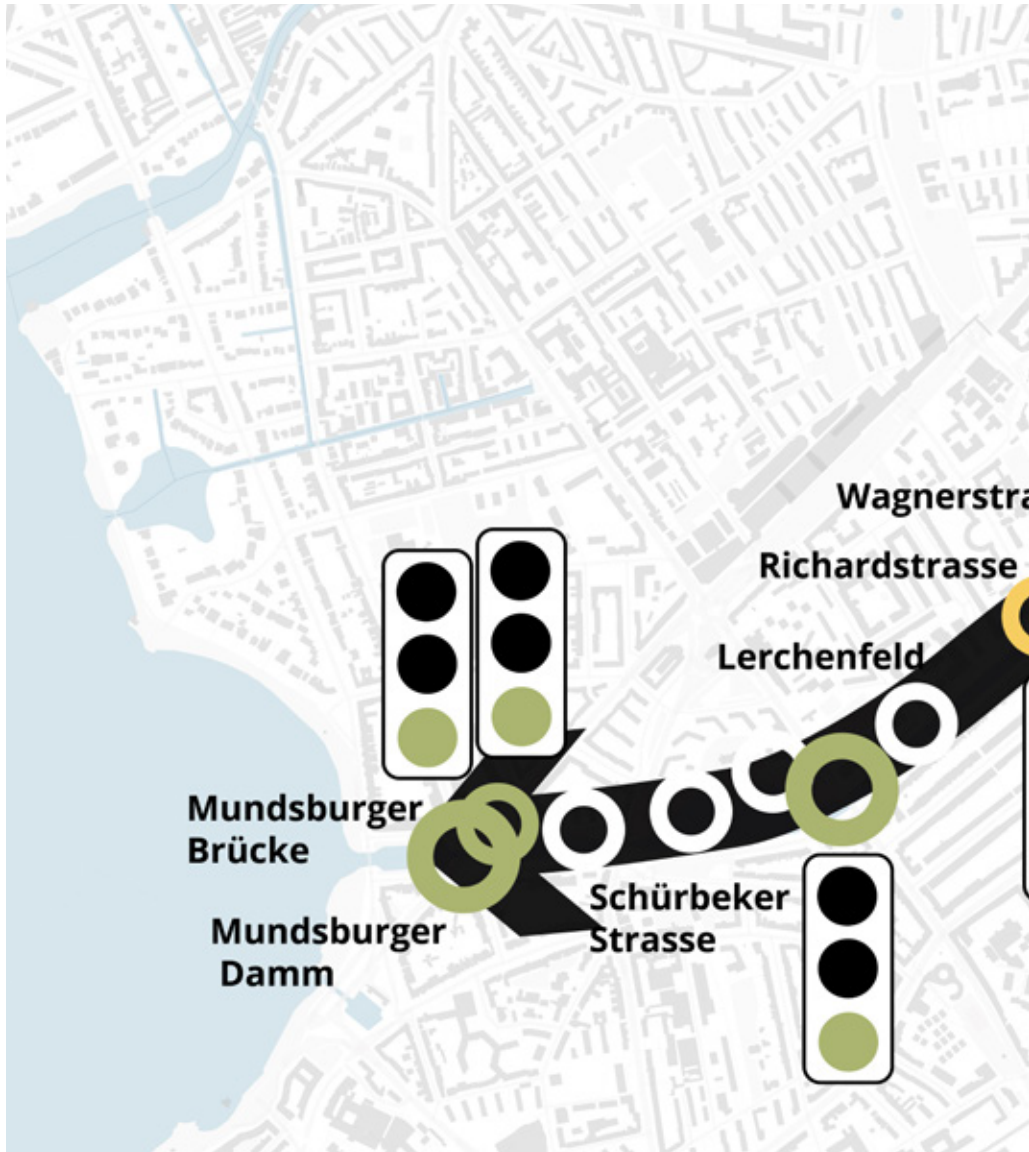 Wagnerstra
Richardstrasse
Lerchenfeld
Mundsburger
Brücke
Schürbeker
Strasse
Mundsburger
Damm